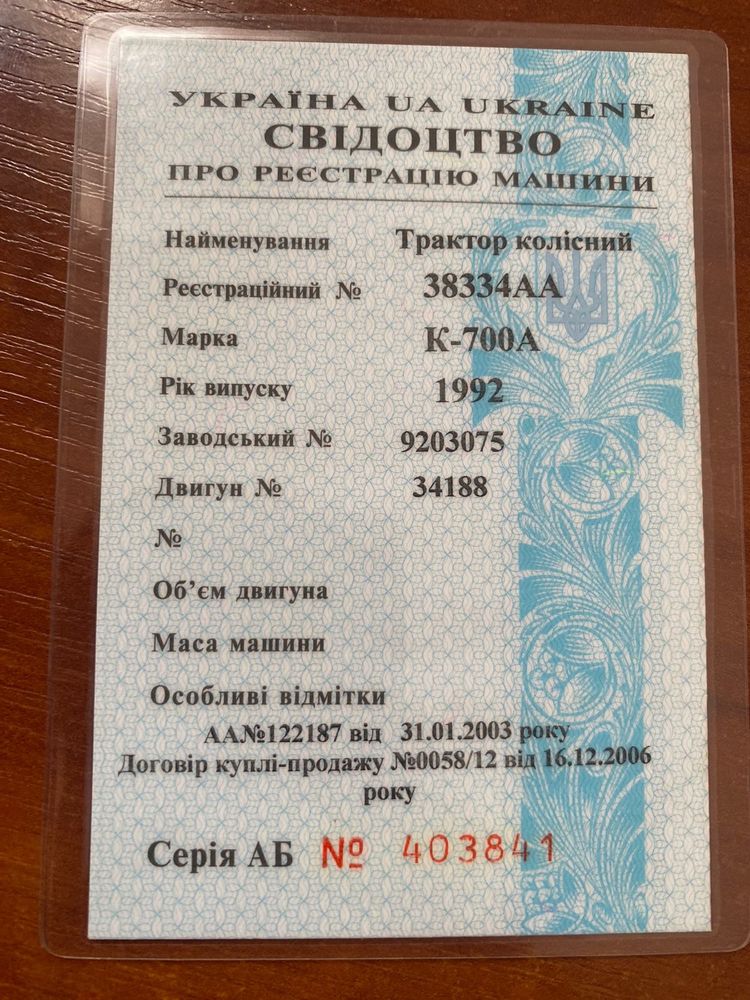 УКРАЇНА UA UKRAINE
СВІДОЦТВО
ПРО РЕЄСТРАЦІЮ МАШИНИ
Найменування Трактор колісний
Реєстраційний № 38334АА
Марка К-700А
Рік випуску 1992
Заводський № 9203075
Двигун № 34188
№
Об’єм двигуна
Маса машини
Особливі відмітки
АА№122187 від 31.01.2003 року
Договір куплі-продажу №0058/12 від 16.12.2006
року
Серія АБ № 403841